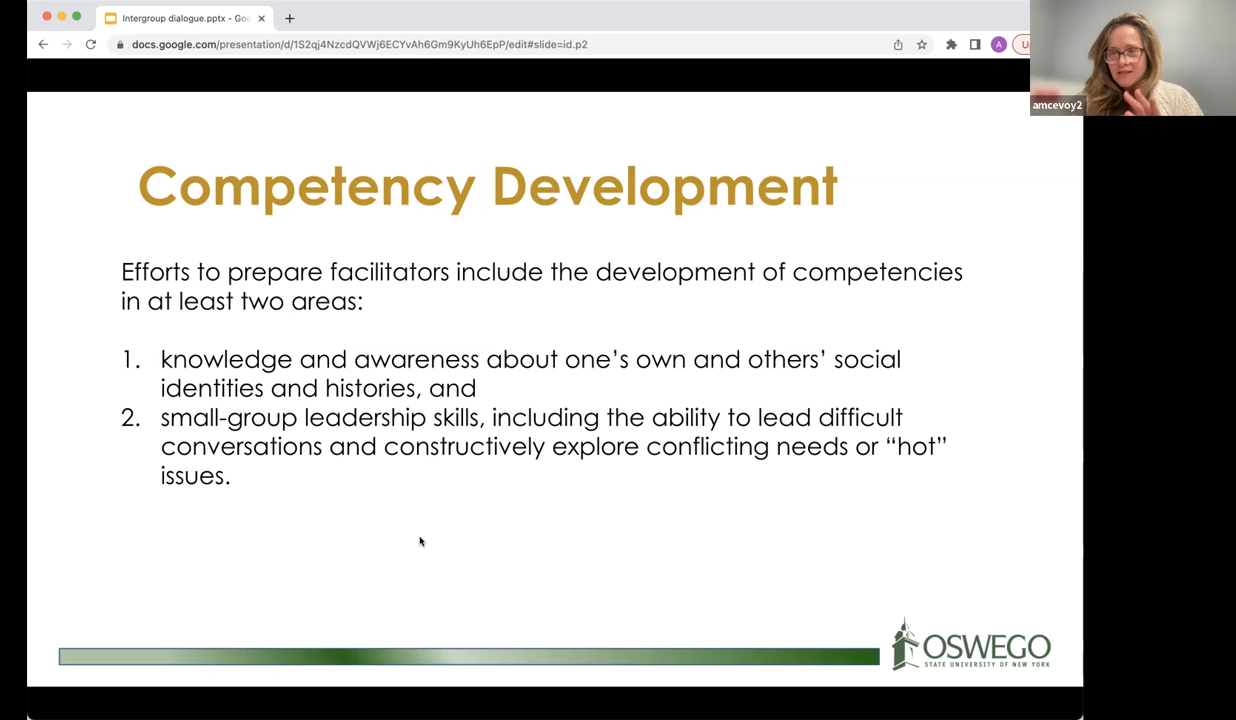 Intergroup dialogue.pptx - Goo
docs.google.com/presentation/d/1S2qj4NzcdQVWj6ECYvAh6Gm9KyUh6EpP/edit#slide=id.p2
A
amcevoy2
Competency Development
Efforts to prepare facilitators include the development of competencies
in at least two areas:
1. knowledge and awareness about one’s own and others’ social
identities and histories, and
2. small-group leadership skills, including the ability to lead difficult
conversations and constructively explore conflicting needs or “hot”
issues.
OSWEGO
STATE UNIVERSITY OF NEW YORK